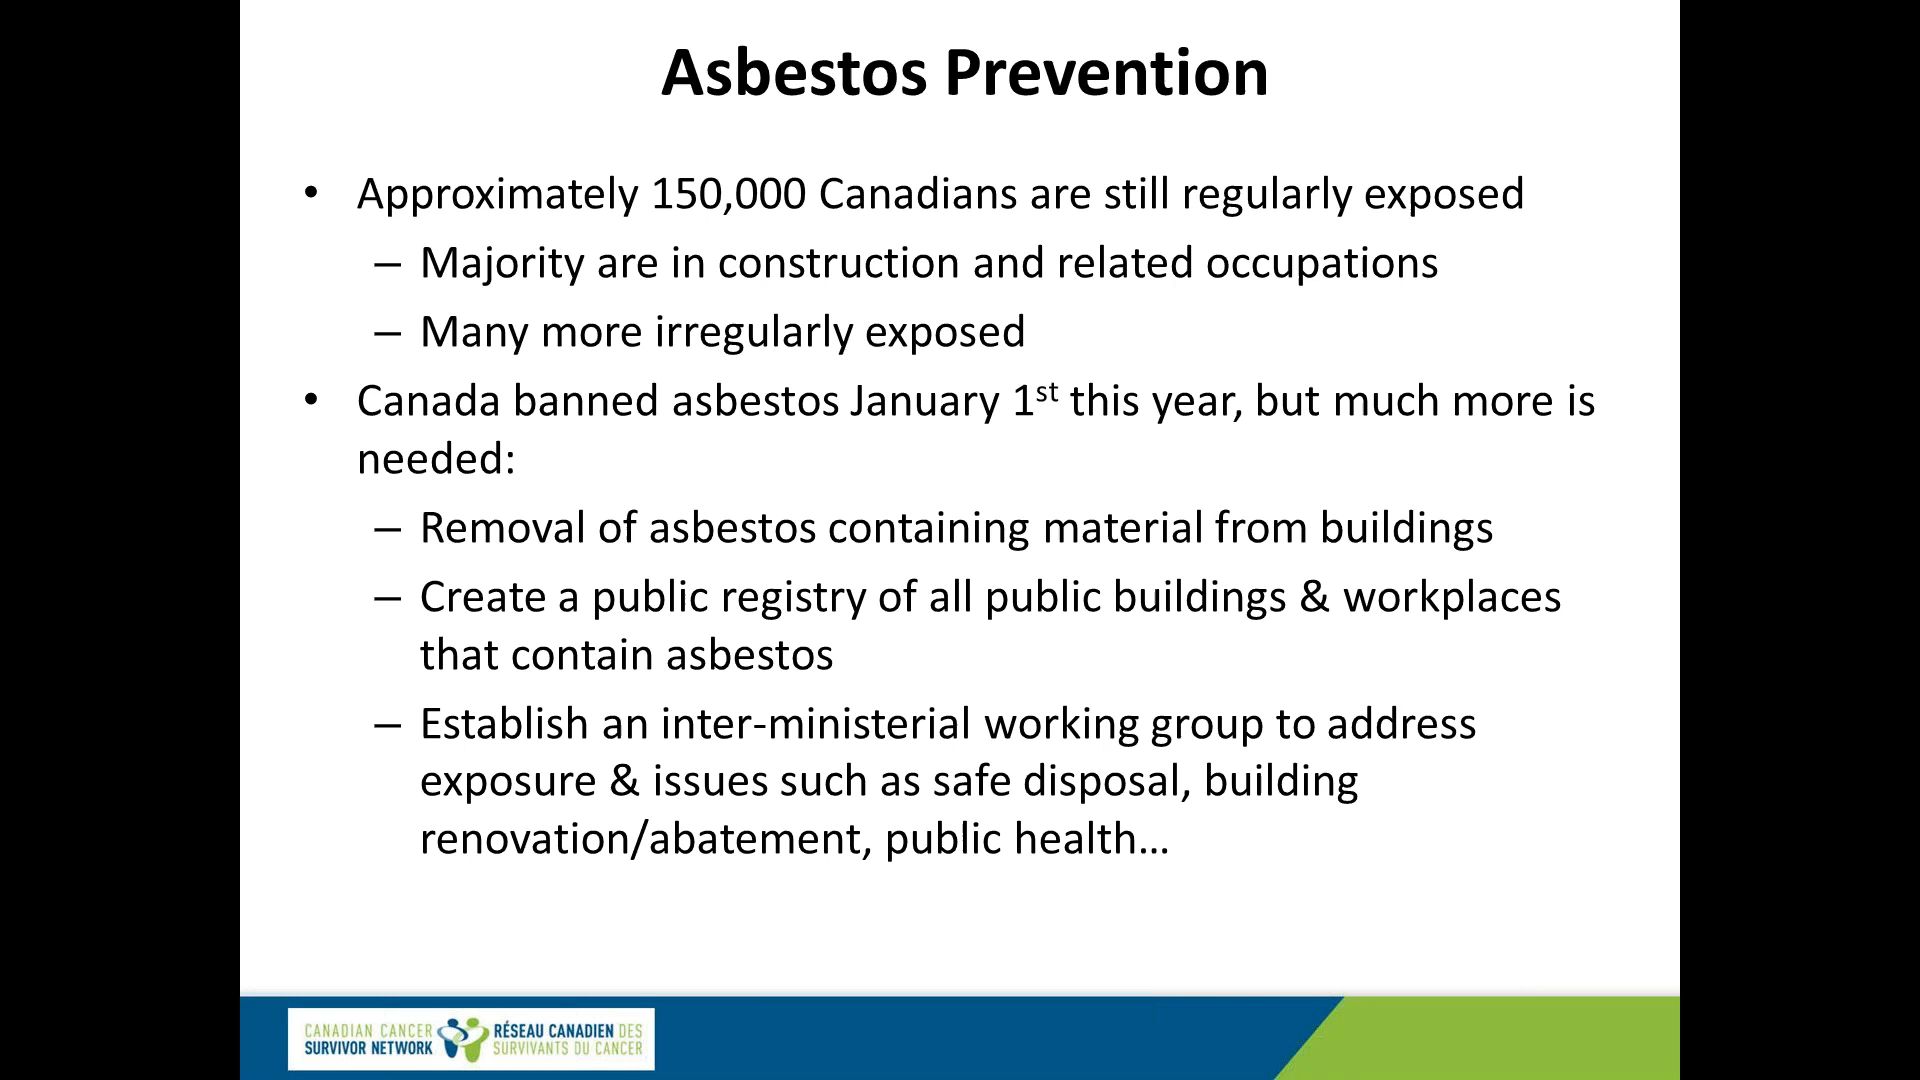 Asbestos Prevention
• Approximately 150,000 Canadians are still regularly exposed
– Majority are in construction and related occupations
– Many more irregularly exposed
• Canada banned asbestos January 1st this year, but much more is
needed:
– Removal of asbestos containing material from buildings
– Create a public registry of all public buildings & workplaces
that contain asbestos
– Establish an inter-ministerial working group to address
exposure & issues such as safe disposal, building
renovation/abatement, public health…
CANADIAN CANCER
SURVIVOR NETWORK
RÉSEAU CANADIEN DES
SURVIVANTS DU CANCER